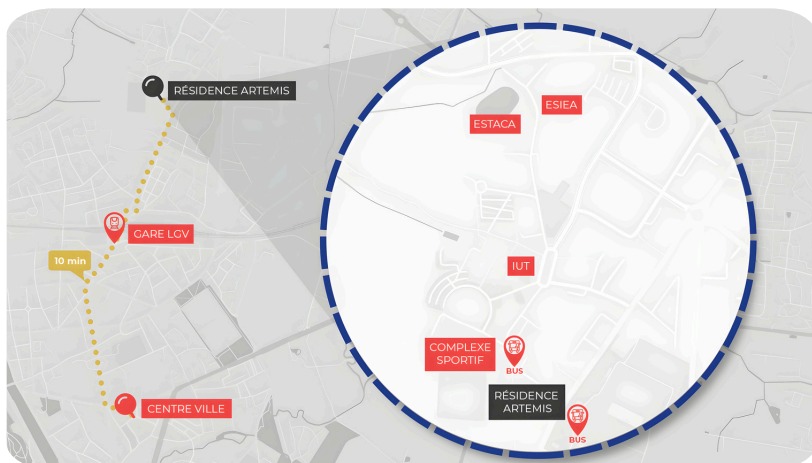 RÉSIDENCE ARTEMIS
GARE LGV
10 min
CENTRE VILLE
ESIEA
ESTACA
IUT
COMPLEXE
SPORTIF
BUS
RÉSIDENCE
ARTEMIS
BUS